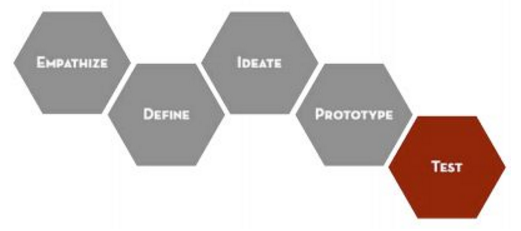 Empathize
Define
Ideate
Prototype
Test